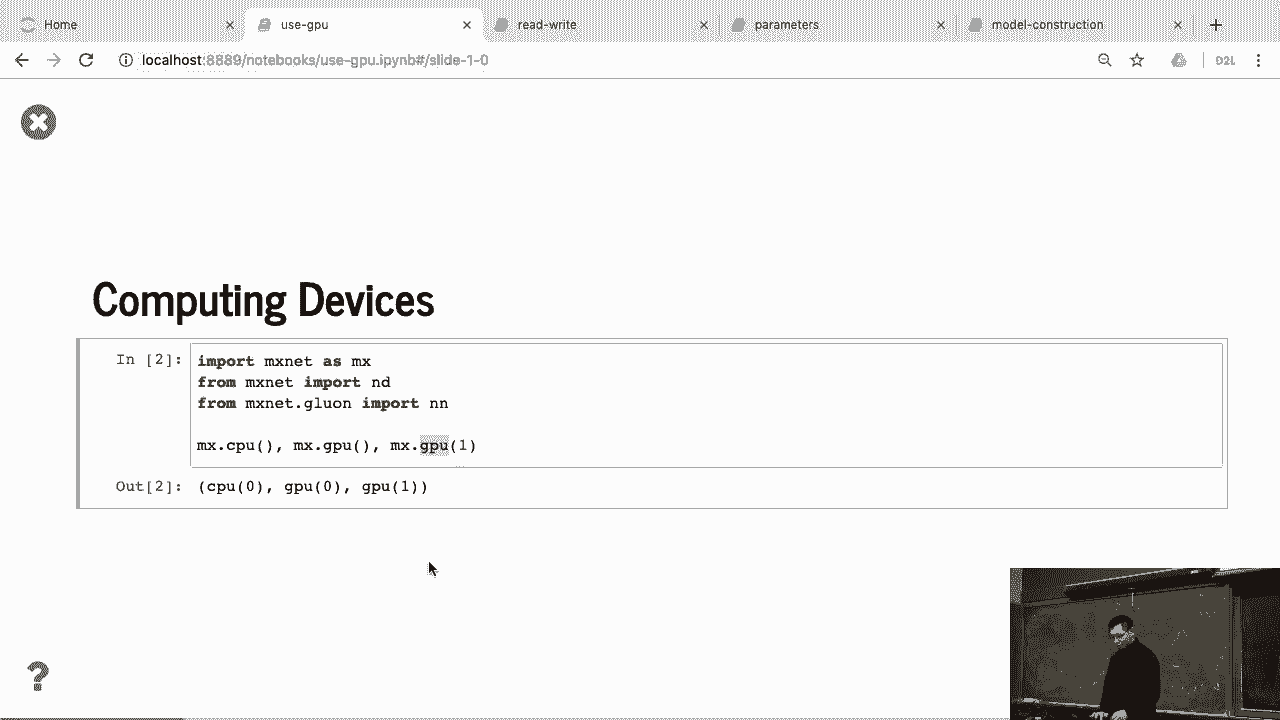 Home
use-gpu
read-write
parameters
model-construction
localhost:8889/notebooks/use-gpu.ipynb#/slide-1-0
D2L
Computing Devices
In [2]:
import mxnet as mx
from mxnet import nd
from mxnet.gluon import nn
mx.cpu(), mx.gpu(), mx.gpu(1)
Out[2]: (cpu(0), gpu(0), gpu(1))
?